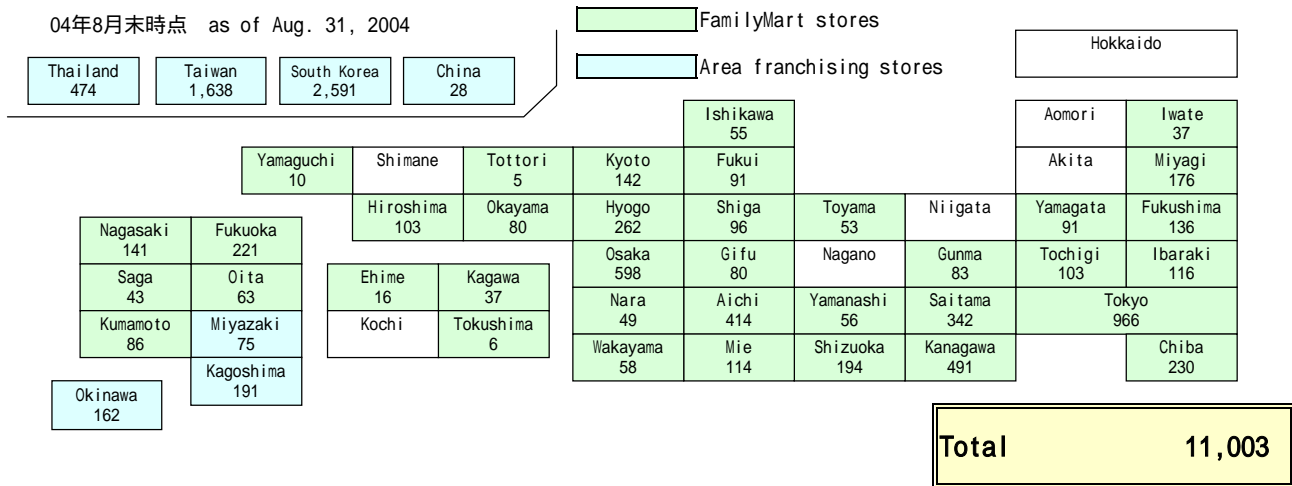 04年8月末時点 as of Aug. 31, 2004
FamilyMart stores
Area franchising stores
Hokkaido
Thailand
474
Taiwan
1,638
South Korea
2,591
China
28
Ishikawa
55
Aomori
Iwate
37
Yamaguchi
10
Shimane
Tottori
5
Kyoto
142
Fukui
91
Akita
Miyagi
176
Hiroshima
103
Okayama
80
Hyogo
262
Shiga
96
Toyama
53
Niigata
Yamagata
91
Fukushima
136
Nagasaki
141
Fukuoka
221
Osaka
598
Gifu
80
Nagano
Gunma
83
Tochigi
103
Ibaraki
116
Saga
43
Oita
63
Ehime
16
Kagawa
37
Nara
49
Aichi
414
Yamanashi
56
Saitama
342
Tokyo
966
Kumamoto
86
Miyazaki
75
Kochi
Tokushima
6
Wakayama
58
Mie
114
Shizuoka
194
Kanagawa
491
Chiba
230
Kagoshima
191
Okinawa
162
Total 11,003